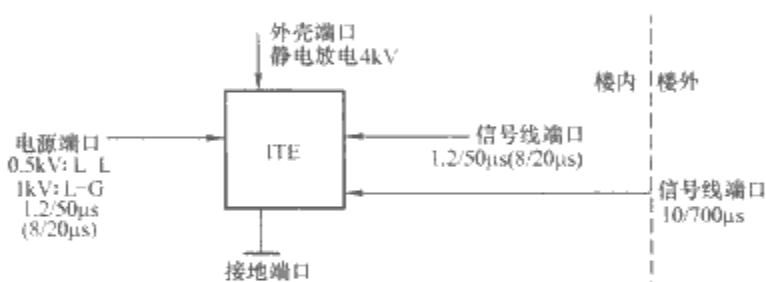 外壳端口
静电放电4kV
楼内
楼外
电源端口
0.5kV: L-L
1kV: L-G
1.2/50μs
(8/20μs)
ITE
信号线端口
1.2/50μs(8/20μs)
信号线端口
10/700μs
接地端口